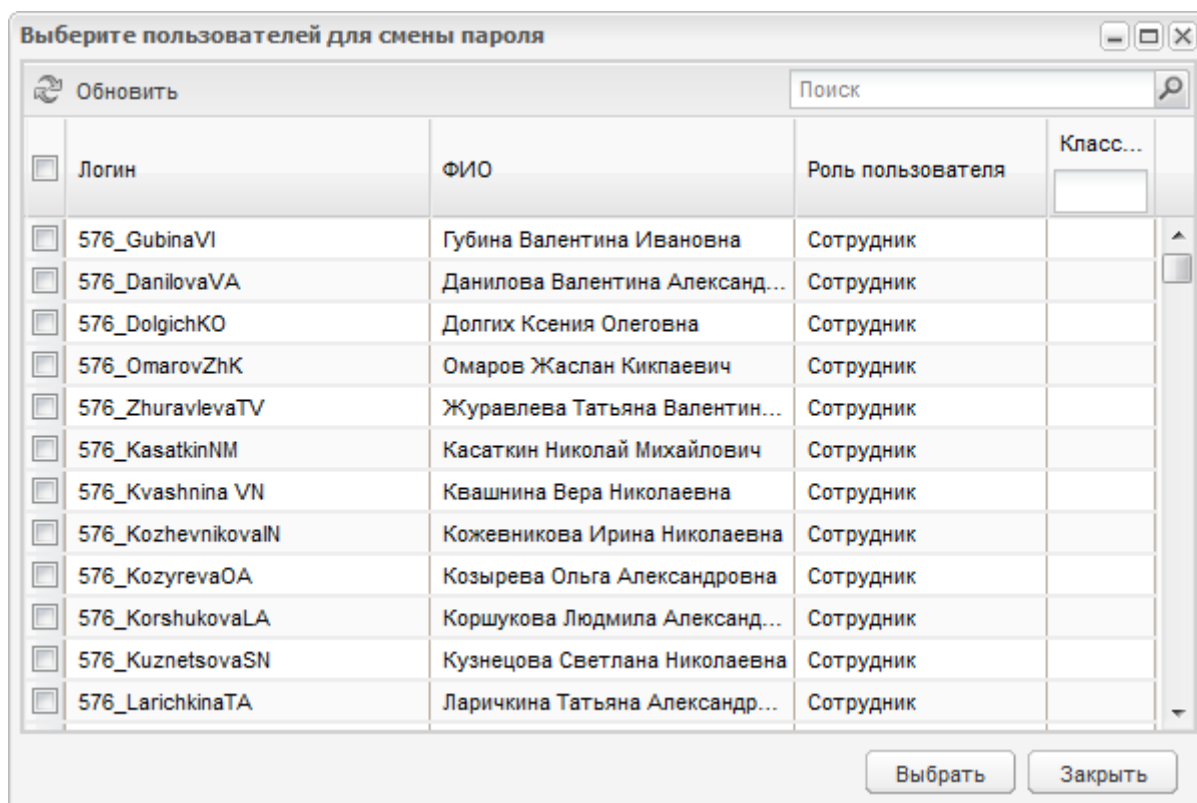 Выберите пользователей для смены пароля
Обновить Поиск
Логин ФИО Роль пользователя Класс...
576_GubinaVI Губина Валентина Ивановна Сотрудник
576_DanilovaVA Данилова Валентина Александ... Сотрудник
576_DolgichKO Долгих Ксения Олеговна Сотрудник
576_OmarovZhK Омаров Жаслан Кикпаевич Сотрудник
576_ZhuravlevaTV Журавлева Татьяна Валентин... Сотрудник
576_KasatkinNM Касаткин Николай Михайлович Сотрудник
576_Kvashnina VN Квашнина Вера Николаевна Сотрудник
576_KozhevnikovaIN Кожевникова Ирина Николаевна Сотрудник
576_KozyrevaOA Козырева Ольга Александровна Сотрудник
576_KorshukovaLA Коршукова Людмила Александ... Сотрудник
576_KuznetsovaSN Кузнецова Светлана Николаевна Сотрудник
576_LarichkinaTA Ларичкина Татьяна Александр... Сотрудник
Выбрать Закрыть